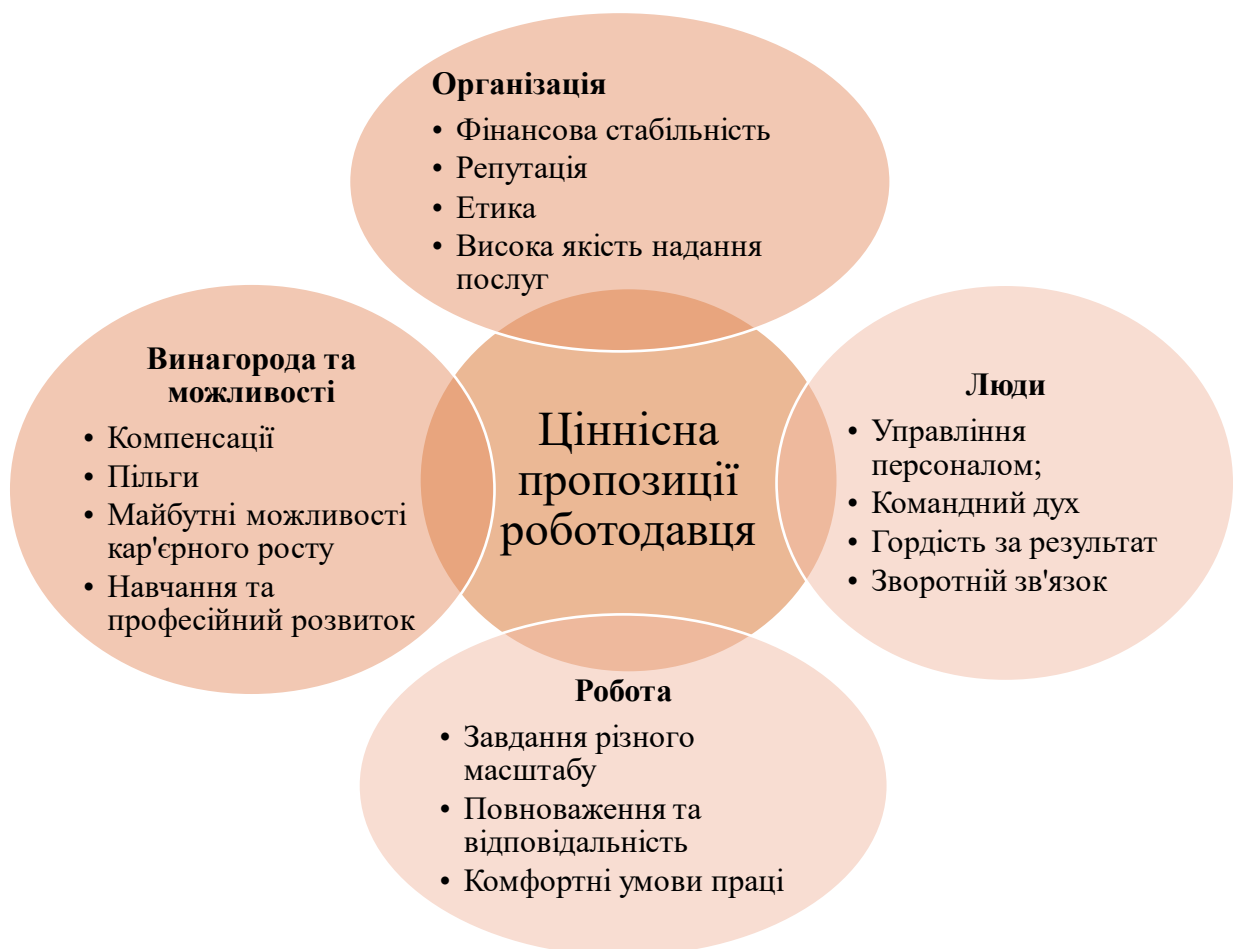 Організація
• Фінансова стабільність
• Репутація
• Етика
• Висока якість надання
послуг
Винагорода та
можливості
• Компенсації
• Пільги
• Майбутні можливості
кар'єрного росту
• Навчання та
професійний розвиток
Ціннісна
пропозиції
роботодавця
Люди
• Управління
персоналом;
• Командний дух
• Гордість за результат
• Зворотній зв'язок
Робота
• Завдання різного
масштабу
• Повноваження та
відповідальність
• Комфортні умови праці